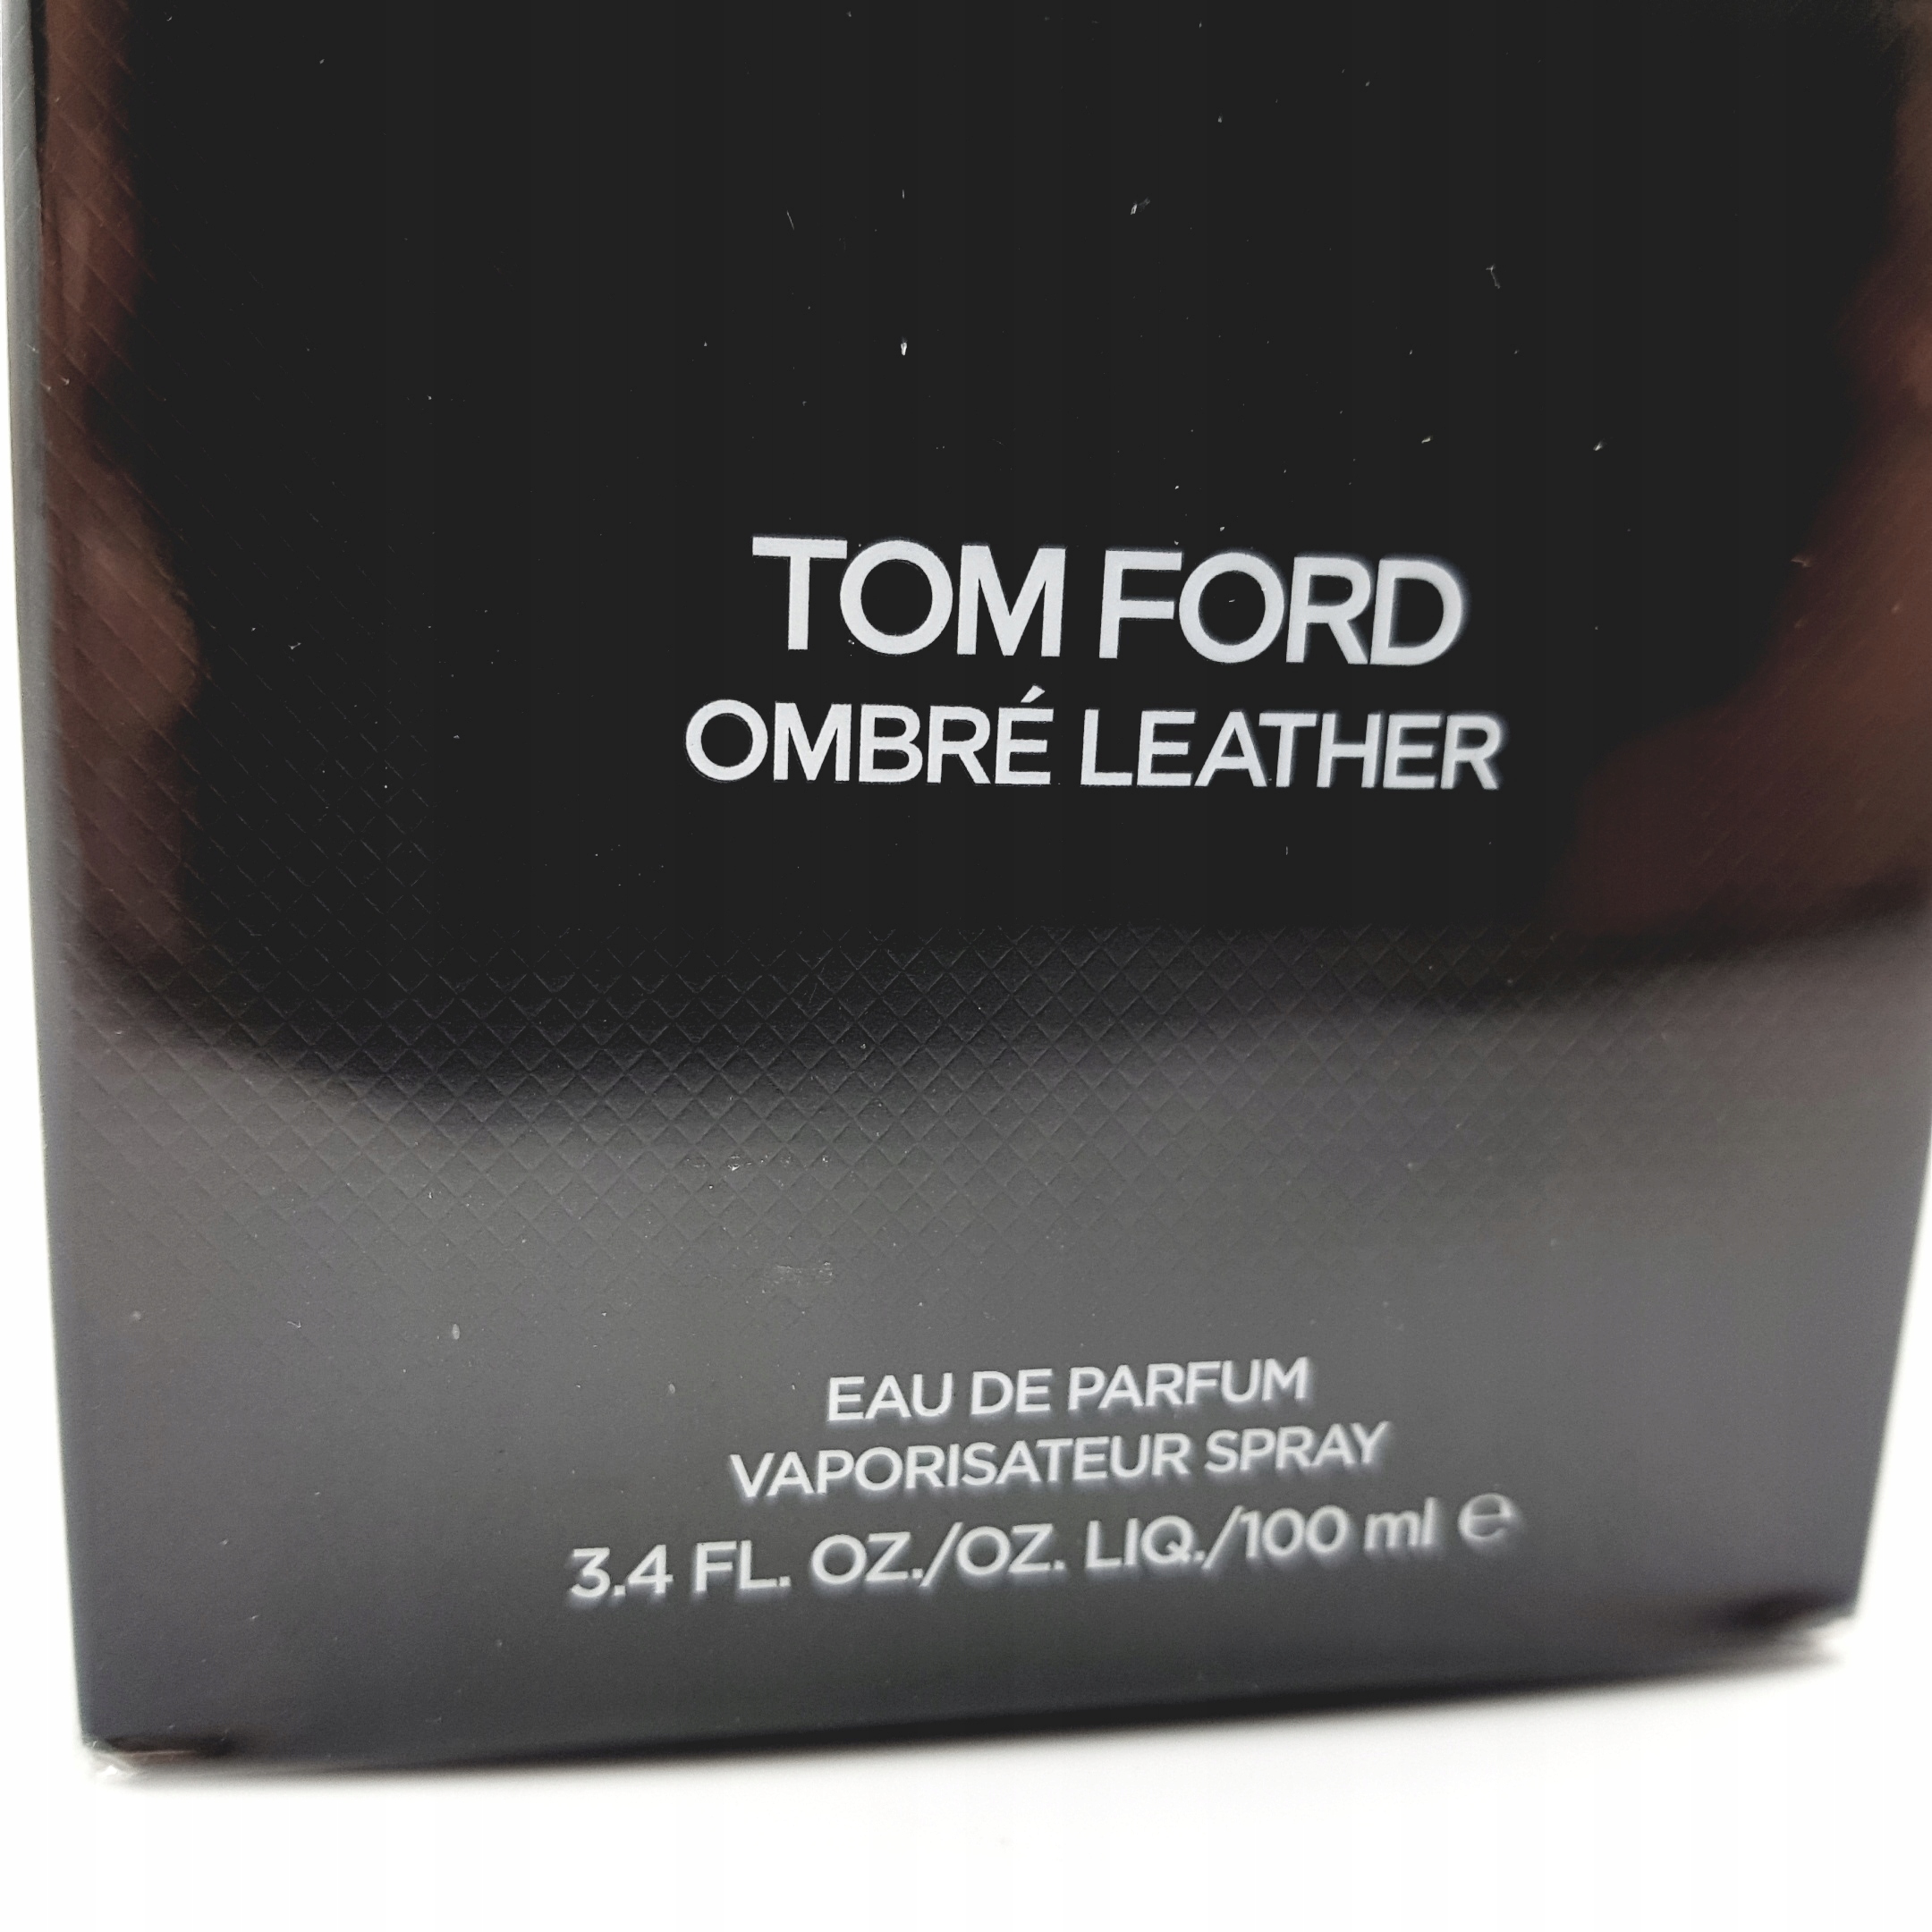 TOM FORD
OMBRÉ LEATHER
EAU DE PARFUM
VAPORISATEUR SPRAY
3.4 FL. OZ./OZ. LIQ./100 ml ℮